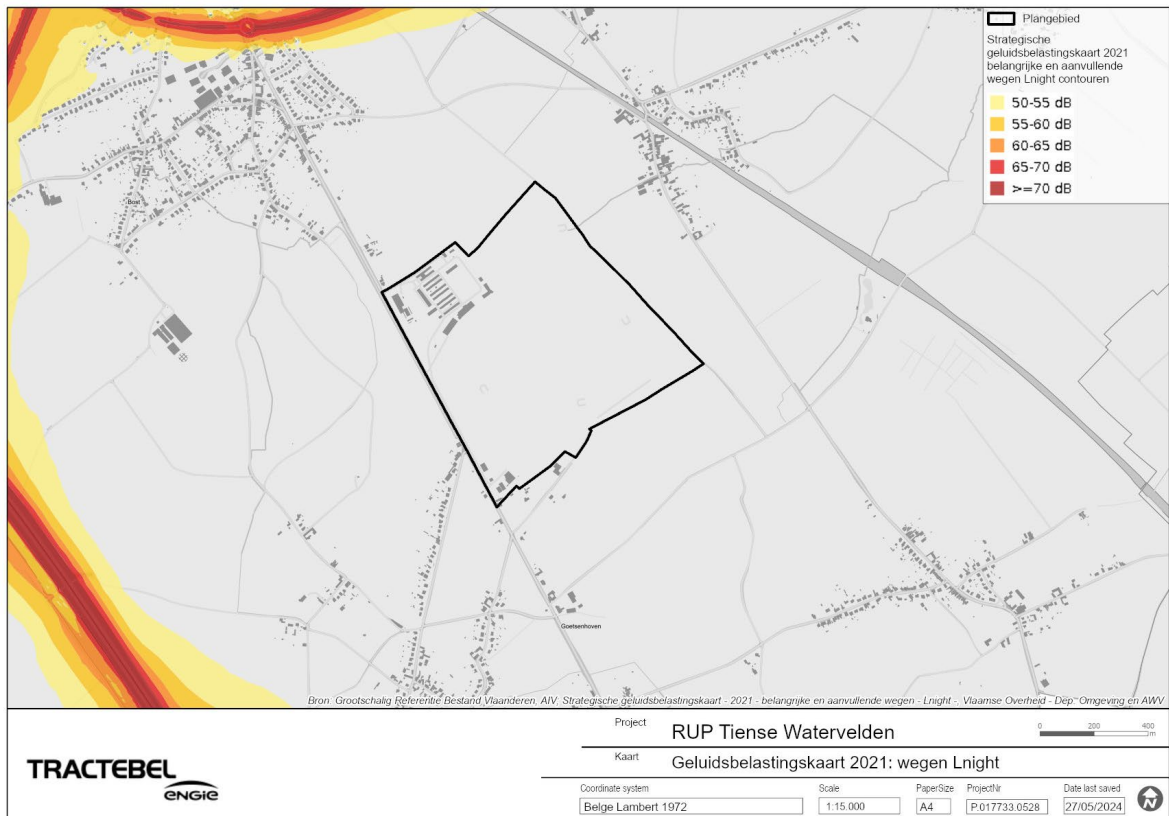 Plangebied
Strategische
geluidsbelastingskaart 2021
belangrijke en aanvullende
wegen Lnight contouren
50-55 dB
55-60 dB
60-65 dB
65-70 dB
>=70 dB
Bost
Goetsenhoven
Bron: Grootschalig Referentie Bestand Vlaanderen, AIV, Strategische geluidsbelastingskaart - 2021 - belangrijke en aanvullende wegen - Lnight -, Vlaamse Overheid - Dep. Omgeving en AWV
TRACTEBEL
ENGIE
Project
RUP Tiense Watervelden
0 200 400
m
Kaart
Geluidsbelastingskaart 2021: wegen Lnight
Coordinate system
Belge Lambert 1972
Scale
1:15.000
PaperSize
A4
ProjectNr
P.017733.0528
Date last saved
27/05/2024
N